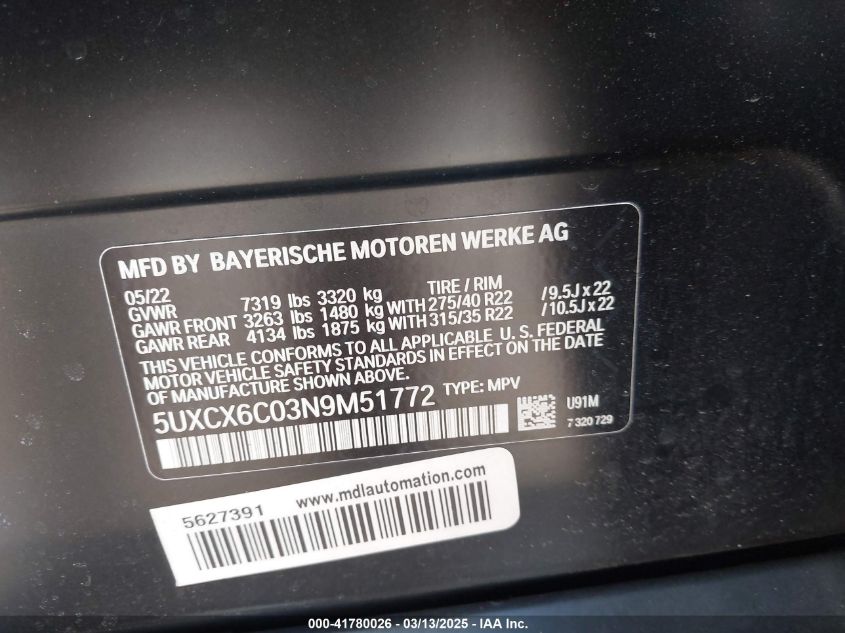 MFD BY BAYERISCHE MOTOREN WERKE AG
05/22 TIRE / RIM
GVWR 7319 lbs 3320 kg
GAWR FRONT 3263 lbs 1480 kg WITH 275/40 R22 /9.5J x 22
GAWR REAR 4134 lbs 1875 kg WITH 315/35 R22 /10.5J x 22
THIS VEHICLE CONFORMS TO ALL APPLICABLE U. S. FEDERAL
MOTOR VEHICLE SAFETY STANDARDS IN EFFECT ON THE DATE
OF MANUFACTURE SHOWN ABOVE.
5UXCX6C03N9M51772 TYPE: MPV
U91M
7 320 729
5627391 www.mdlautomation.com
000-41780026 / 03/13/2025 - IAA Inc.